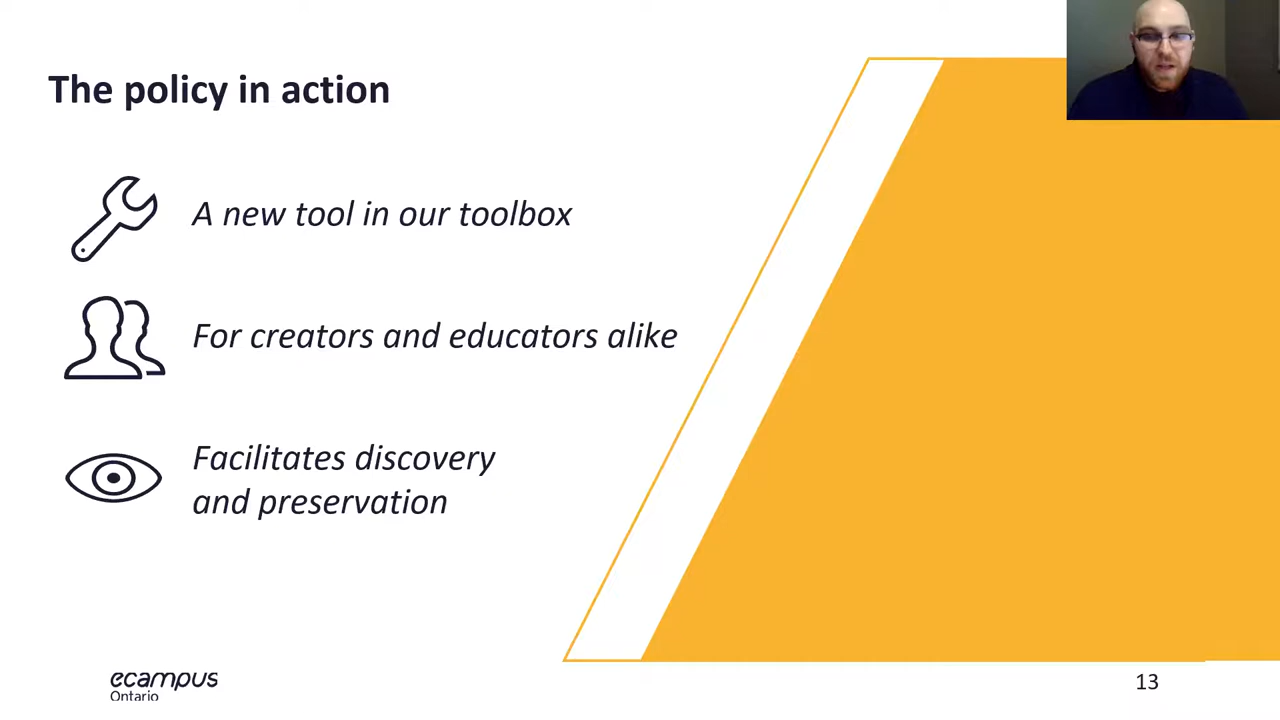 The policy in action
A new tool in our toolbox
For creators and educators alike
Facilitates discovery
and preservation
ecampus
Ontario
13